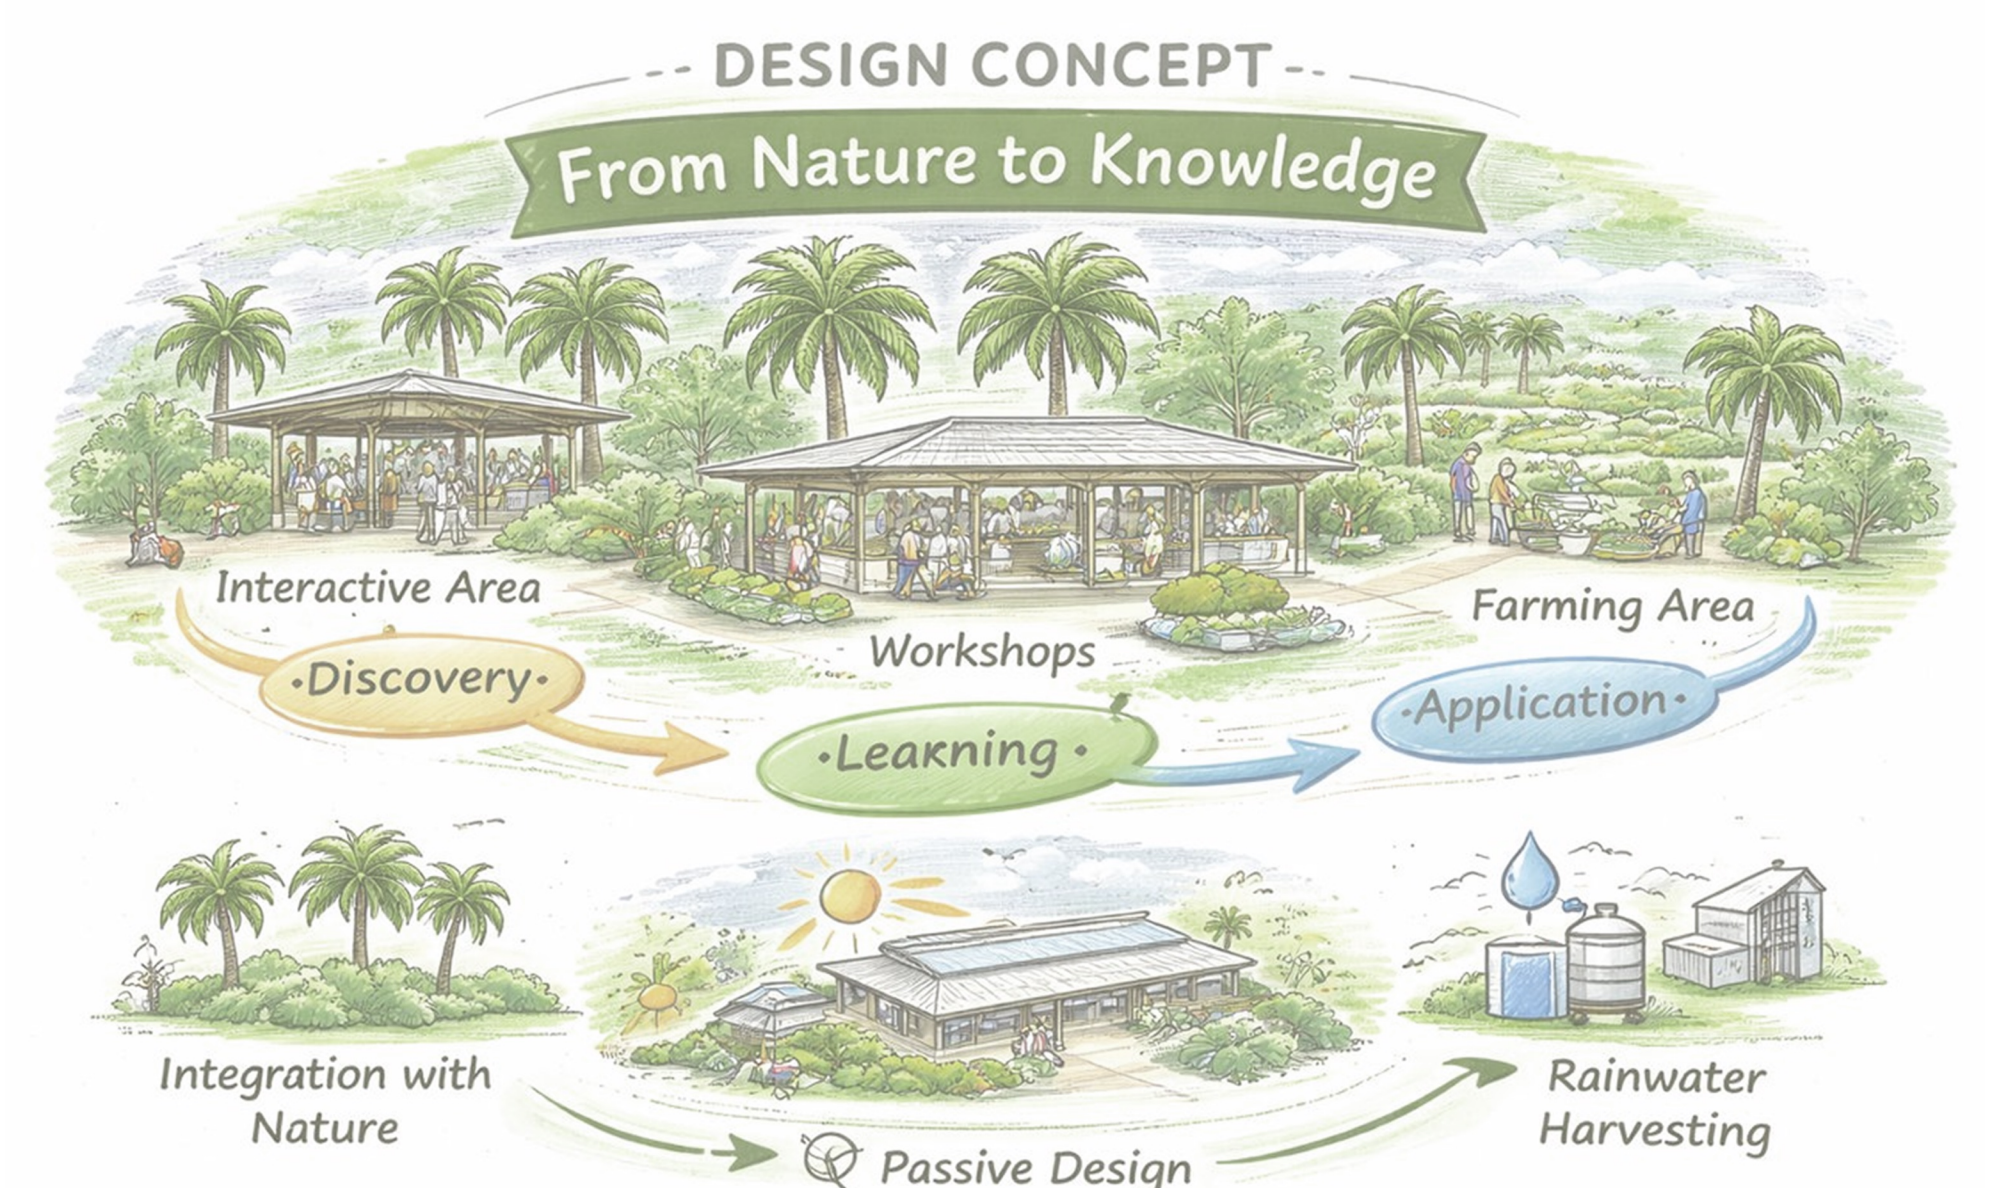 DESIGN CONCEPT
From Nature to Knowledge
Interactive Area
Workshops
Farming Area
·Discovery·
·Leaкning·
·Application·
Integration with
Nature
Passive Design
Rainwater
Harvesting